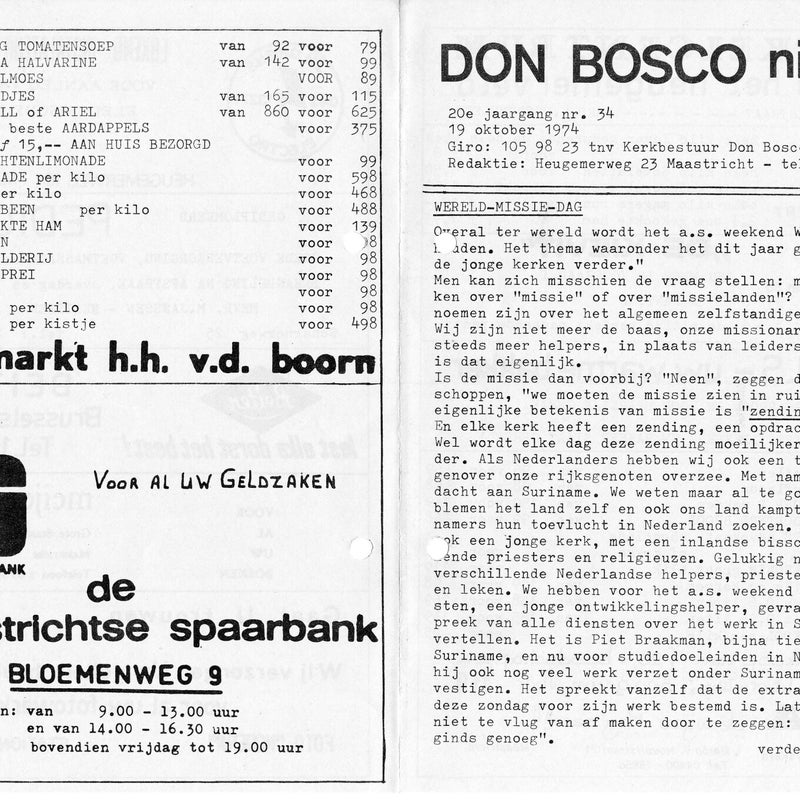 G TOMATENSOEP van 92 voor 79
A HALVARINE van 142 voor 99
LMOES VOOR 89
DJES van 165 voor 115
LL of ARIEL van 860 voor 625
beste AARDAPPELS voor 375
f 15,-- AAN HUIS BEZORGD
HTENLIMONADE voor 99
ADE per kilo voor 598
er kilo voor 468
BEEN per kilo voor 488
KTE HAM voor 139
N voor 98
LDERIJ voor 98
PREI voor 98
voor 98
per kilo voor 98
per kistje voor 498
markt h.h. v.d. boorn
VOOR AL UW GELDZAKEN
ANK
de
strichtse spaarbank
BLOEMENWEG 9
n: van 9.00 - 13.00 uur
en van 14.00 - 16.30 uur
bovendien vrijdag tot 19.00 uur
DON BOSCO ni
20e jaargang nr. 34
19 oktober 1974
Giro: 105 98 23 tnv Kerkbestuur Don Bosc
Redaktie: Heugemerweg 23 Maastricht - te
WERELD-MISSIE-DAG
Overal ter wereld wordt het a.s. weekend W
houden. Het thema waaronder het dit jaar g
de jonge kerken verder."
Men kan zich misschien de vraag stellen: m
ken over "missie" of over "missielanden"?
noemen zijn over het algemeen zelfstandige
Wij zijn niet meer de baas, onze missionar
steeds meer helpers, in plaats van leiders
is dat eigenlijk.
Is de missie dan voorbij? "Neen", zeggen d
schoppen, "we moeten de missie zien in rui
eigenlijke betekenis van missie is "zendin
En elke kerk heeft een zending, een opdrac
Wel wordt elke dag deze zending moeilijker
der. Als Nederlanders hebben wij ook een t
genover onze rijksgenoten overzee. Met nam
dacht aan Suriname. We weten maar al te go
blemen het land zelf en ook ons land kampt
namers hun toevlucht in Nederland zoeken.
ook een jonge kerk, met een inlandse bissc
ende priesters en religieuzen. Gelukkig n
verschillende Nederlandse helpers, prieste
en leken. We hebben voor het a.s. weekend
sten, een jonge ontwikkelingshelper, gevra
preek van alle diensten over het werk in S
vertellen. Het is Piet Braakman, bijna tie
Suriname, en nu voor studiedoeleinden in N
hij ook nog veel werk verzet onder Surinam
vestigen. Het spreekt vanzelf dat de extra
deze zondag voor zijn werk bestemd is. Lat
niet te vlug van af maken door te zeggen:
ginds genoeg".
verde